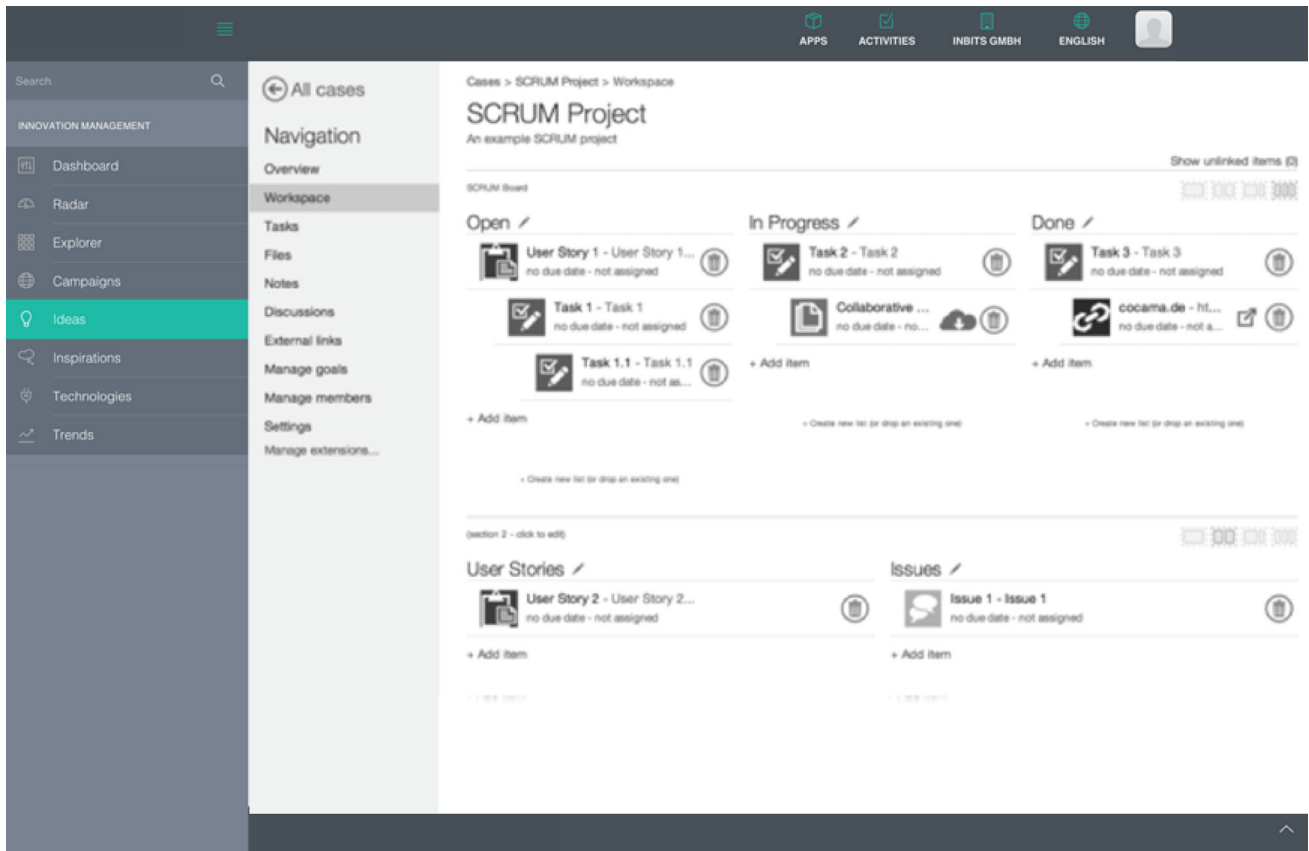 APPS
ACTIVITIES
INBITS GMBH
ENGLISH
Search
INNOVATION MANAGEMENT
Dashboard
Radar
Explorer
Campaigns
Ideas
Inspirations
Technologies
Trends
All cases
Navigation
Overview
Workspace
Tasks
Files
Notes
Discussions
External links
Manage goals
Manage members
Settings
Manage extensions...
Cases > SCRUM Project > Workspace
SCRUM Project
An example SCRUM project
Show unlinked items (0)
SCRUM Board
Open
User Story 1 - User Story 1...
no due date - not assigned
Task 1 - Task 1
no due date - not assigned
Task 1.1 - Task 1.1
no due date - not as...
+ Add item
+ Create new list (or drop an existing one)
In Progress
Task 2 - Task 2
no due date - not assigned
Collaborative ...
no due date - no...
+ Add item
+ Create new list (or drop an existing one)
Done
Task 3 - Task 3
no due date - not assigned
cocama.de - ht...
no due date - not a...
+ Add item
+ Create new list (or drop an existing one)
(section 2 - click to edit)
User Stories
User Story 2 - User Story 2...
no due date - not assigned
+ Add item
Issues
Issue 1 - Issue 1
no due date - not assigned
+ Add item